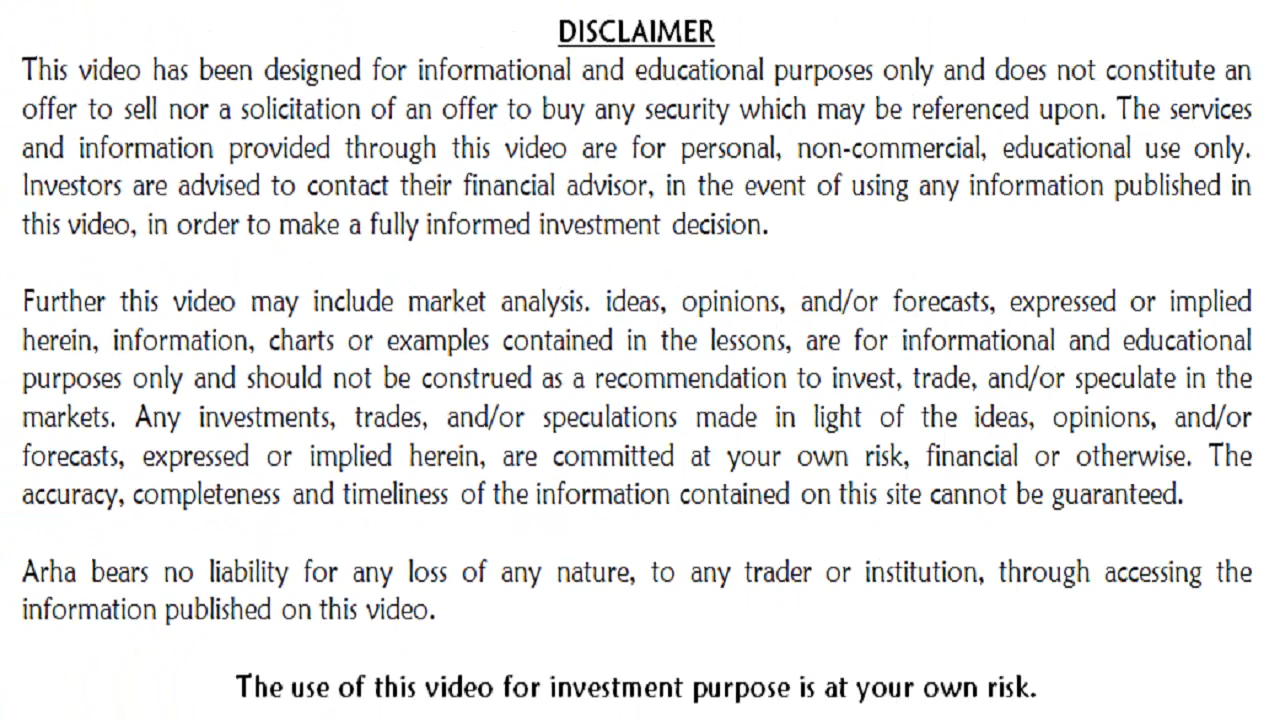 DISCLAIMER
This video has been designed for informational and educational purposes only and does not constitute an
offer to sell nor a solicitation of an offer to buy any security which may be referenced upon. The services
and information provided through this video are for personal, non-commercial, educational use only.
Investors are advised to contact their financial advisor, in the event of using any information published in
this video, in order to make a fully informed investment decision.
Further this video may include market analysis. ideas, opinions, and/or forecasts, expressed or implied
herein, information, charts or examples contained in the lessons, are for informational and educational
purposes only and should not be construed as a recommendation to invest, trade, and/or speculate in the
markets. Any investments, trades, and/or speculations made in light of the ideas, opinions, and/or
forecasts, expressed or implied herein, are committed at your own risk, financial or otherwise. The
accuracy, completeness and timeliness of the information contained on this site cannot be guaranteed.
Arha bears no liability for any loss of any nature, to any trader or institution, through accessing the
information published on this video.
The use of this video for investment purpose is at your own risk.